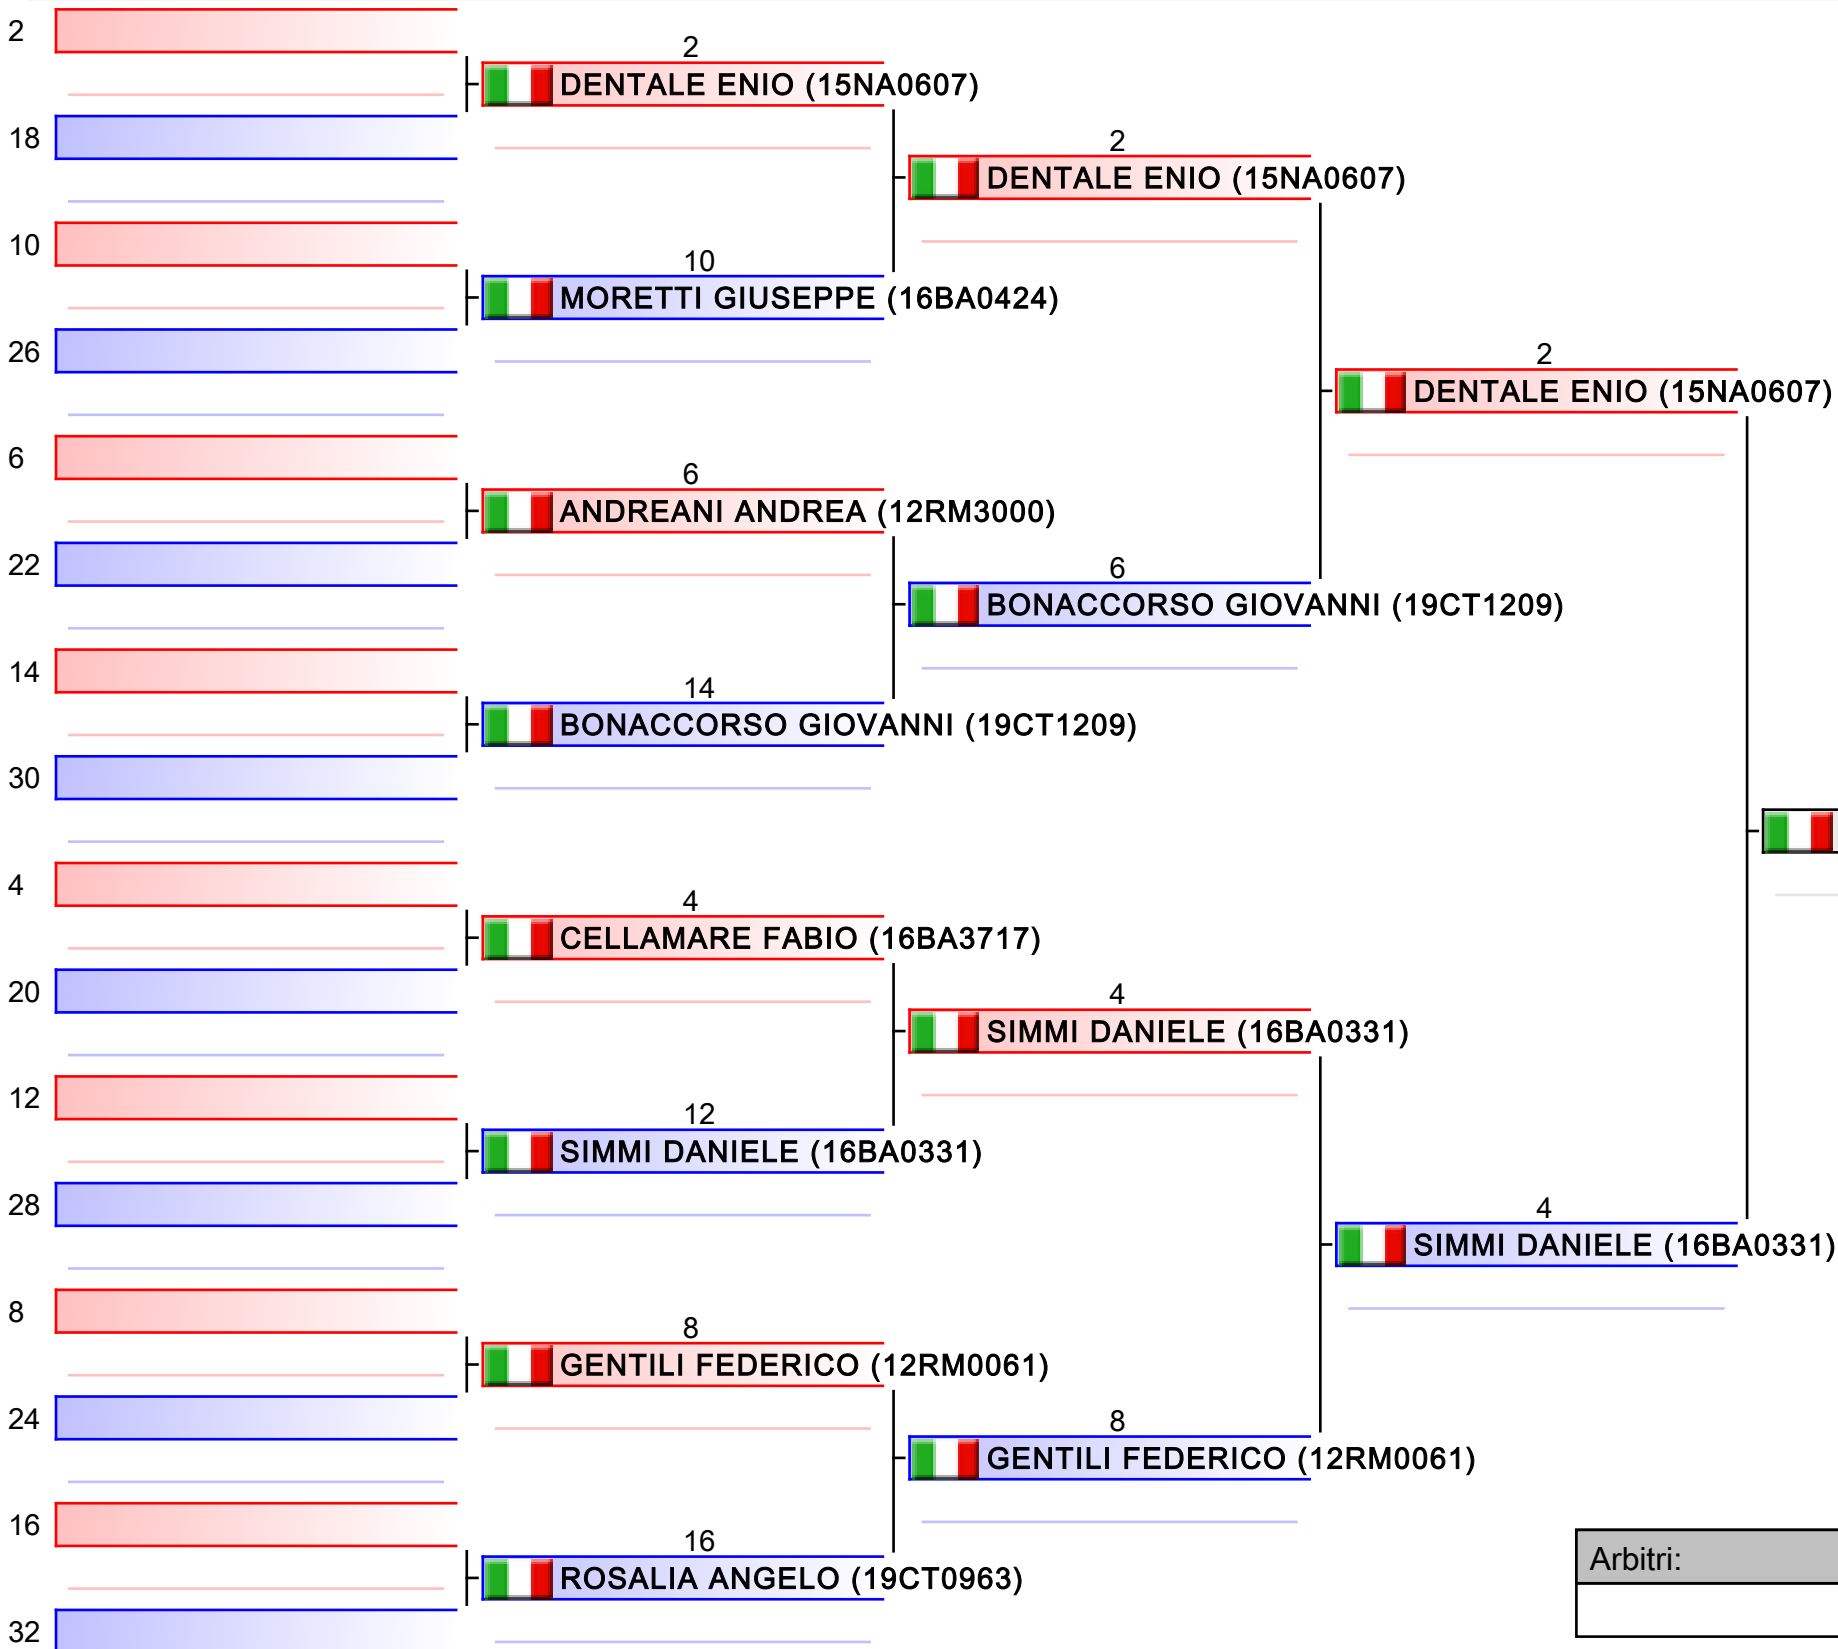 2
2
DENTALE ENIO (15NA0607)
18
2
DENTALE ENIO (15NA0607)
10
10
MORETTI GIUSEPPE (16BA0424)
26
2
DENTALE ENIO (15NA0607)
6
6
ANDREANI ANDREA (12RM3000)
22
6
BONACCORSO GIOVANNI (19CT1209)
14
14
BONACCORSO GIOVANNI (19CT1209)
30
4
4
CELLAMARE FABIO (16BA3717)
20
4
SIMMI DANIELE (16BA0331)
12
12
SIMMI DANIELE (16BA0331)
28
4
SIMMI DANIELE (16BA0331)
8
8
GENTILI FEDERICO (12RM0061)
24
8
GENTILI FEDERICO (12RM0061)
16
16
ROSALIA ANGELO (19CT0963)
Arbitri:
32